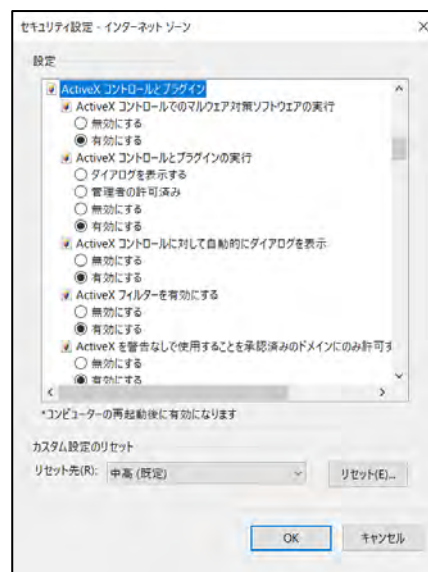 セキュリティ設定 - インターネット ゾーン
設定
ActiveX コントロールとプラグイン
ActiveX コントロールでのマルウェア対策ソフトウェアの実行
無効にする
有効にする
ActiveX コントロールとプラグインの実行
ダイアログを表示する
管理者の許可済み
無効にする
有効にする
ActiveX コントロールに対して自動的にダイアログを表示
無効にする
有効にする
ActiveX フィルターを有効にする
無効にする
有効にする
ActiveX を警告なしで使用することを承認済みのドメインにのみ許可す
無効にする
有効にする
*コンピューターの再起動後に有効になります
カスタム設定のリセット
リセット先(R): 中高 (既定) リセット(E)...
OK キャンセル